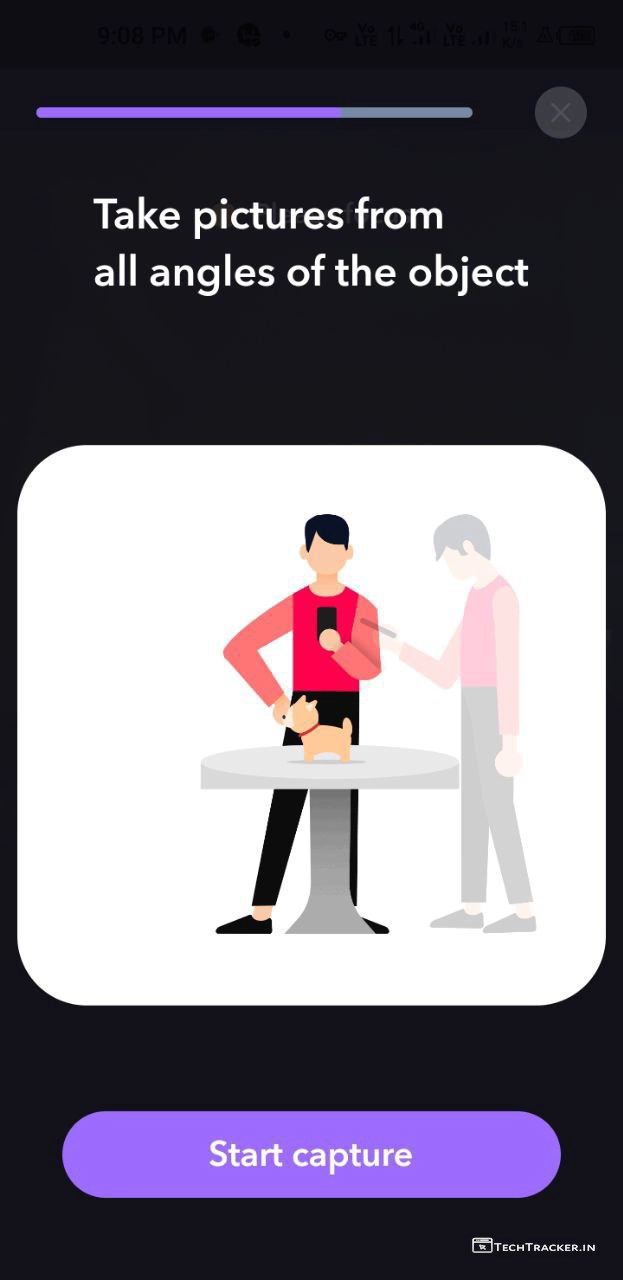 9:08 PM
Vo LTE 4G Vo LTE 15.1 K/s
Take pictures from
all angles of the object
Start capture
TECHTRACKER.IN